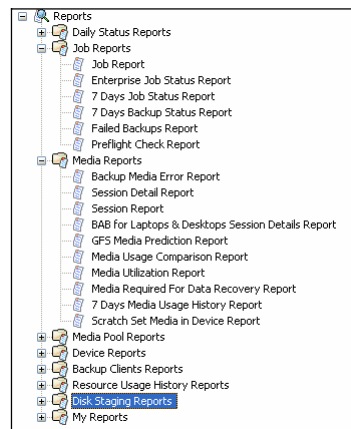 Reports
Daily Status Reports
Job Reports
Job Report
Enterprise Job Status Report
7 Days Job Status Report
7 Days Backup Status Report
Failed Backups Report
Preflight Check Report
Media Reports
Backup Media Error Report
Session Detail Report
Session Report
BAB for Laptops & Desktops Session Details Report
GFS Media Prediction Report
Media Usage Comparison Report
Media Utilization Report
Media Required For Data Recovery Report
7 Days Media Usage History Report
Scratch Set Media in Device Report
Media Pool Reports
Device Reports
Backup Clients Reports
Resource Usage History Reports
Disk Staging Reports
My Reports